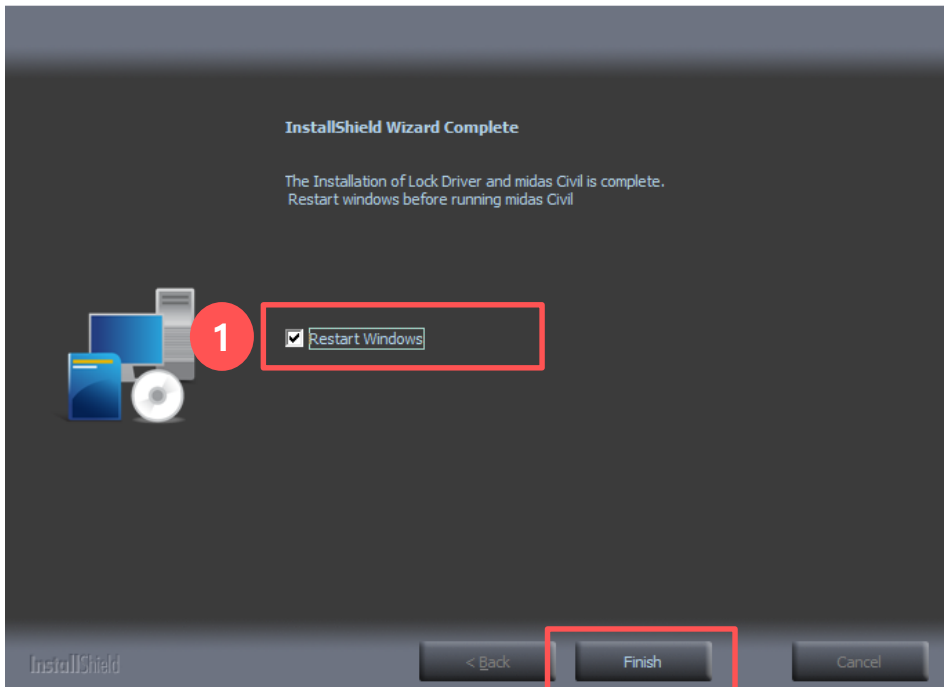 InstallShield Wizard Complete
The Installation of Lock Driver and midas Civil is complete.
Restart windows before running midas Civil
1
Restart Windows
InstallShield
< Back
Finish
Cancel